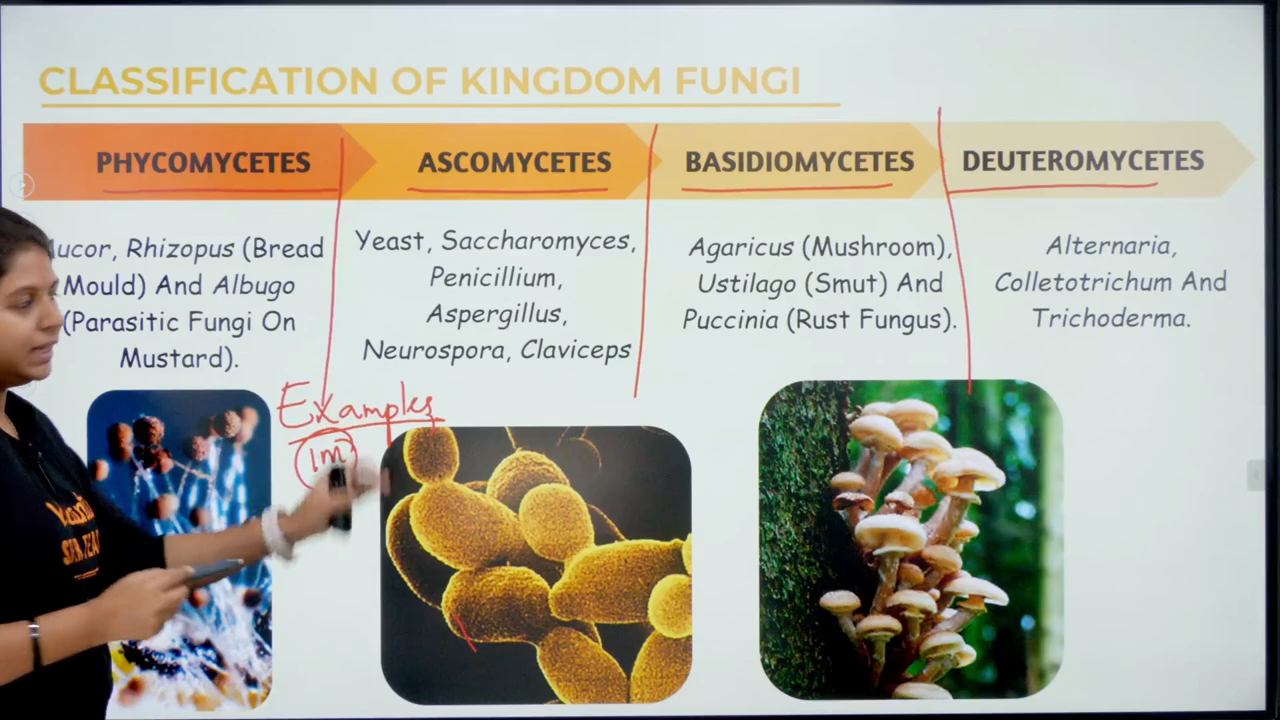 CLASSIFICATION OF KINGDOM FUNGI
PHYCOMYCETES
ucor, Rhizopus (Bread
Mould) And Albugo
(Parasitic Fungi On
Mustard).
ASCOMYCETES
Yeast, Saccharomyces,
Penicillium,
Aspergillus,
Neurospora, Claviceps
BASIDIOMYCETES
Agaricus (Mushroom),
Ustilago (Smut) And
Puccinia (Rust Fungus).
DEUTEROMYCETES
Alternaria,
Colletotrichum And
Trichoderma.
Examples
1m